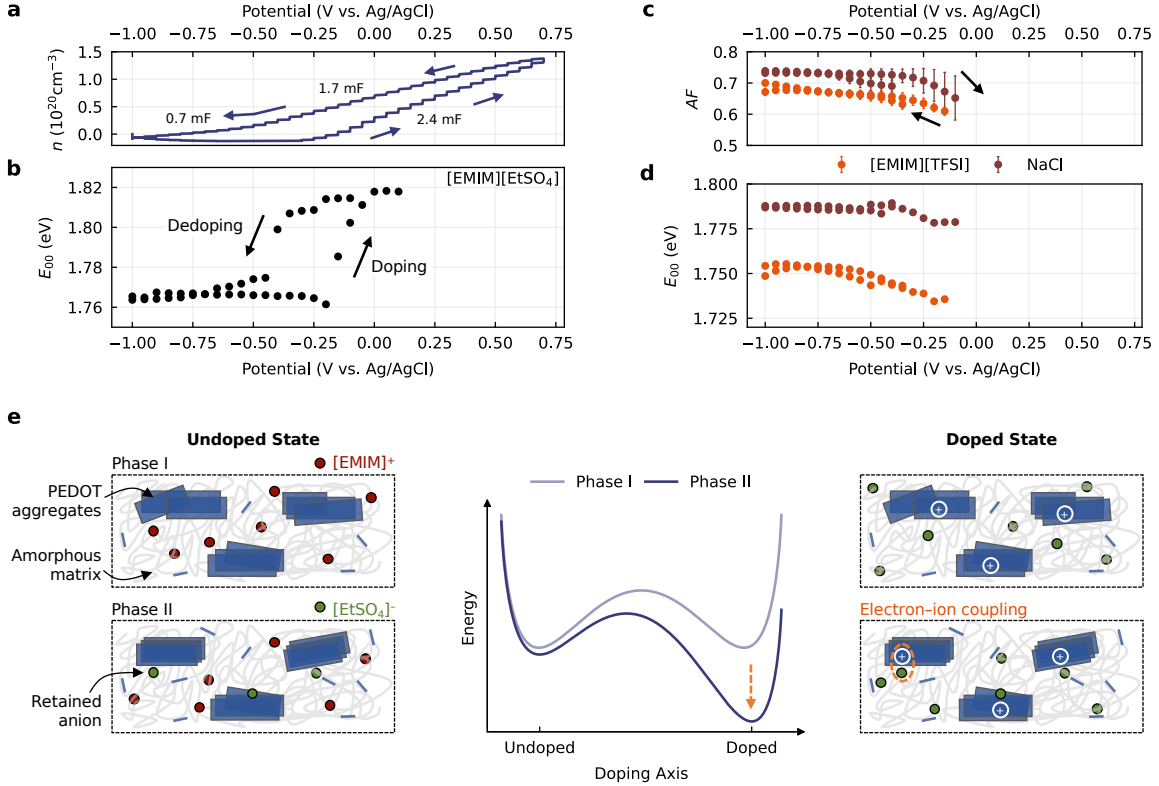 a
Potential (V vs. Ag/AgCl)
−1.00 −0.75 −0.50 −0.25 0.00 0.25 0.50 0.75
1.5
1.0
0.5
0.0
n (10²⁰cm⁻³)
1.7 mF
0.7 mF
2.4 mF
b
[EMIM][EtSO₄]
1.82
1.80
1.78
1.76
E₀₀ (eV)
Dedoping
Doping
−1.00 −0.75 −0.50 −0.25 0.00 0.25 0.50 0.75
Potential (V vs. Ag/AgCl)
c
Potential (V vs. Ag/AgCl)
−1.00 −0.75 −0.50 −0.25 0.00 0.25 0.50 0.75
0.8
0.7
0.6
0.5
AF
[EMIM][TFSI] NaCl
d
1.800
1.775
1.750
1.725
E₀₀ (eV)
−1.00 −0.75 −0.50 −0.25 0.00 0.25 0.50 0.75
Potential (V vs. Ag/AgCl)
e
Undoped State
Phase I
[EMIM]⁺
PEDOT
aggregates
Amorphous
matrix
Phase II
[EtSO₄]⁻
Retained
anion
Phase I Phase II
Energy
Undoped Doped
Doping Axis
Doped State
+
+
+
Electron–ion coupling
+
+
+